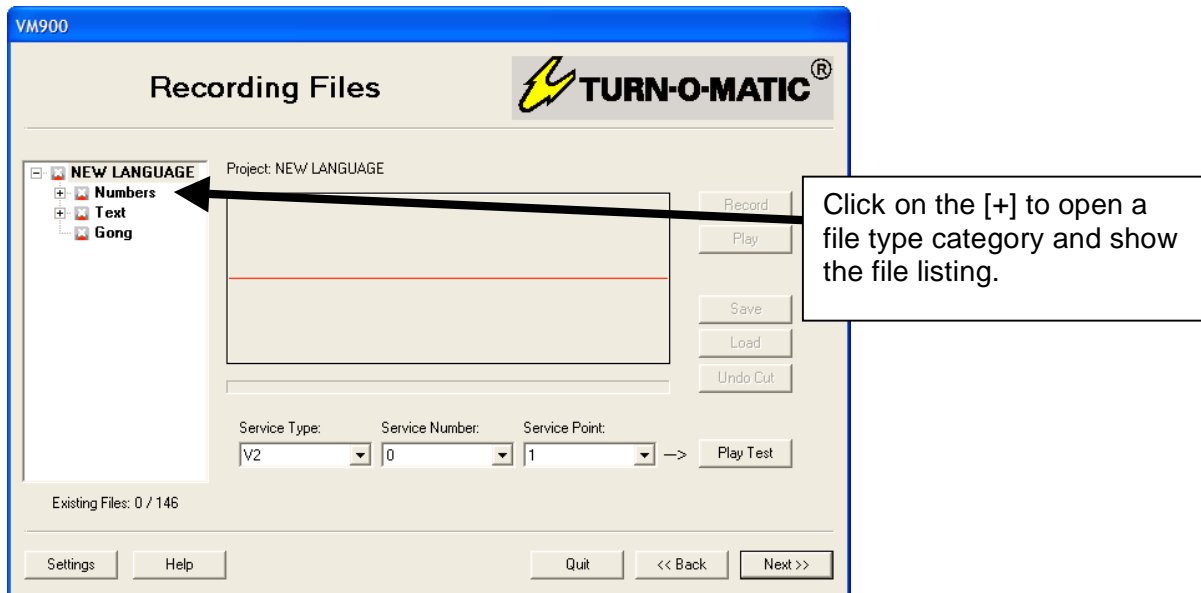 VM900
Recording Files
TURN-O-MATIC®
NEW LANGUAGE
Numbers
Text
Gong
Project: NEW LANGUAGE
Record
Play
Save
Load
Undo Cut
Click on the [+] to open a
file type category and show
the file listing.
Service Type: Service Number: Service Point:
V2 0 1 --> Play Test
Existing Files: 0 / 146
Settings Help Quit << Back Next >>